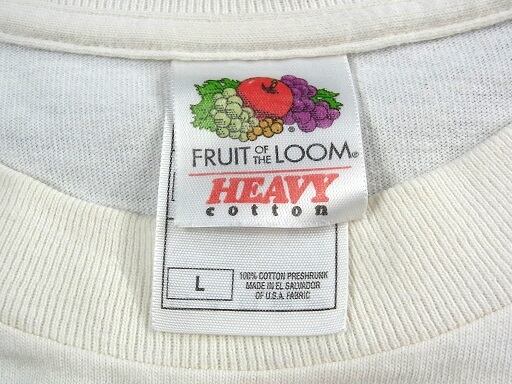 FRUIT OF THE LOOM®
HEAVY
cotton
L
100% COTTON PRESHRUNK
MADE IN EL SALVADOR
OF U.S.A. FABRIC